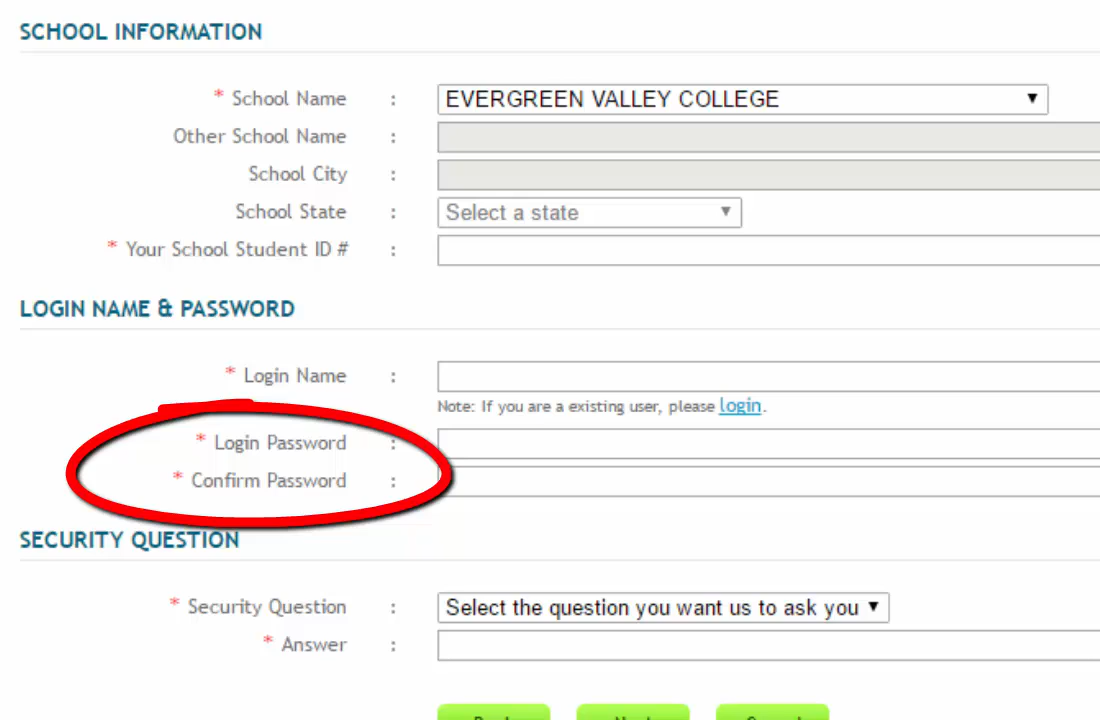 SCHOOL INFORMATION
* School Name : EVERGREEN VALLEY COLLEGE
Other School Name :
School City :
School State : Select a state
* Your School Student ID # :
LOGIN NAME & PASSWORD
* Login Name :
Note: If you are a existing user, please login.
* Login Password :
* Confirm Password :
SECURITY QUESTION
* Security Question : Select the question you want us to ask you
* Answer :